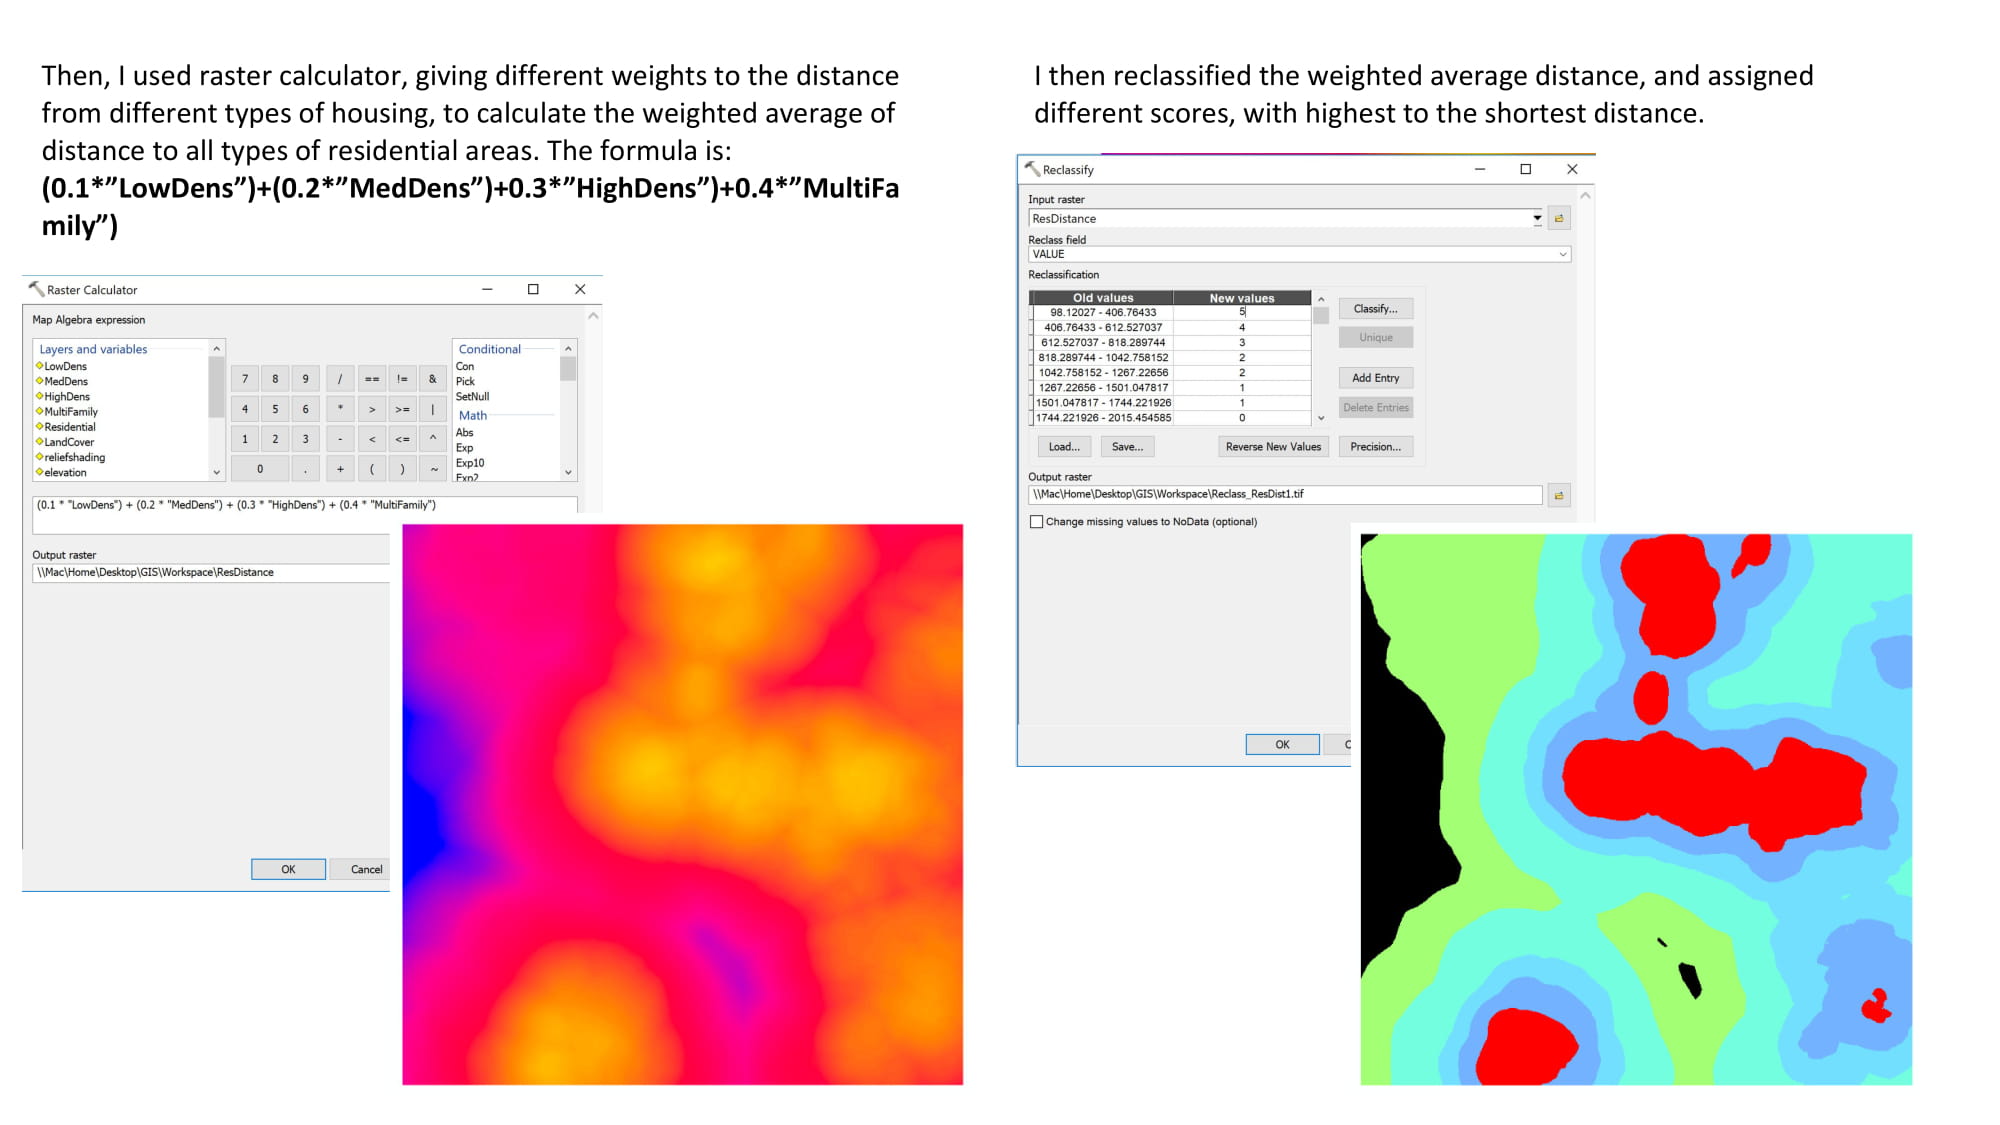 Then, I used raster calculator, giving different weights to the distance
from different types of housing, to calculate the weighted average of
distance to all types of residential areas. The formula is:
(0.1*”LowDens”)+(0.2*”MedDens”)+0.3*”HighDens”)+0.4*”MultiFa
mily”)
Raster Calculator
Map Algebra expression
Layers and variables
LowDens
MedDens
HighDens
MultiFamily
Residential
LandCover
reliefshading
elevation
7 8 9 / == != &
4 5 6 * > >= |
1 2 3 - < <= ^
0 . + ( ) ~
Conditional
Con
Pick
SetNull
Math
Abs
Exp
Exp10
Exp2
(0.1 * "LowDens") + (0.2 * "MedDens") + (0.3 * "HighDens") + (0.4 * "MultiFamily")
Output raster
\\Mac\Home\Desktop\GIS\Workspace\ResDistance
OK Cancel
I then reclassified the weighted average distance, and assigned
different scores, with highest to the shortest distance.
Reclassify
Input raster
ResDistance
Reclass field
VALUE
Reclassification
Old values New values
98.12027 - 406.76433 5
406.76433 - 612.527037 4
612.527037 - 818.289744 3
818.289744 - 1042.758152 2
1042.758152 - 1267.22656 2
1267.22656 - 1501.047817 1
1501.047817 - 1744.221926 1
1744.221926 - 2015.454585 0
Classify...
Unique
Add Entry
Delete Entries
Load... Save... Reverse New Values Precision...
Output raster
\\Mac\Home\Desktop\GIS\Workspace\Reclass_ResDist1.tif
Change missing values to NoData (optional)
OK C